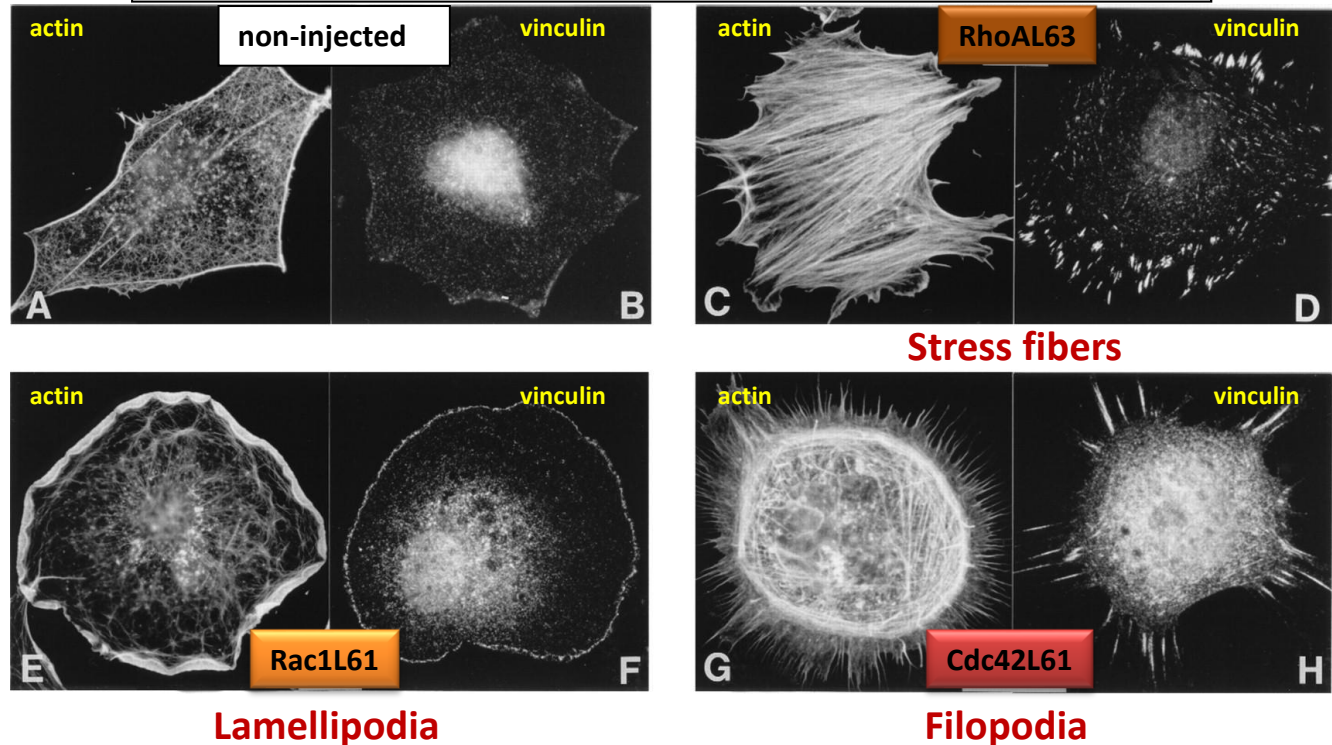 actin
non-injected
vinculin
A
B
actin
RhoAL63
vinculin
C
D
Stress fibers
actin
vinculin
E
Rac1L61
F
Lamellipodia
actin
vinculin
G
Cdc42L61
H
Filopodia